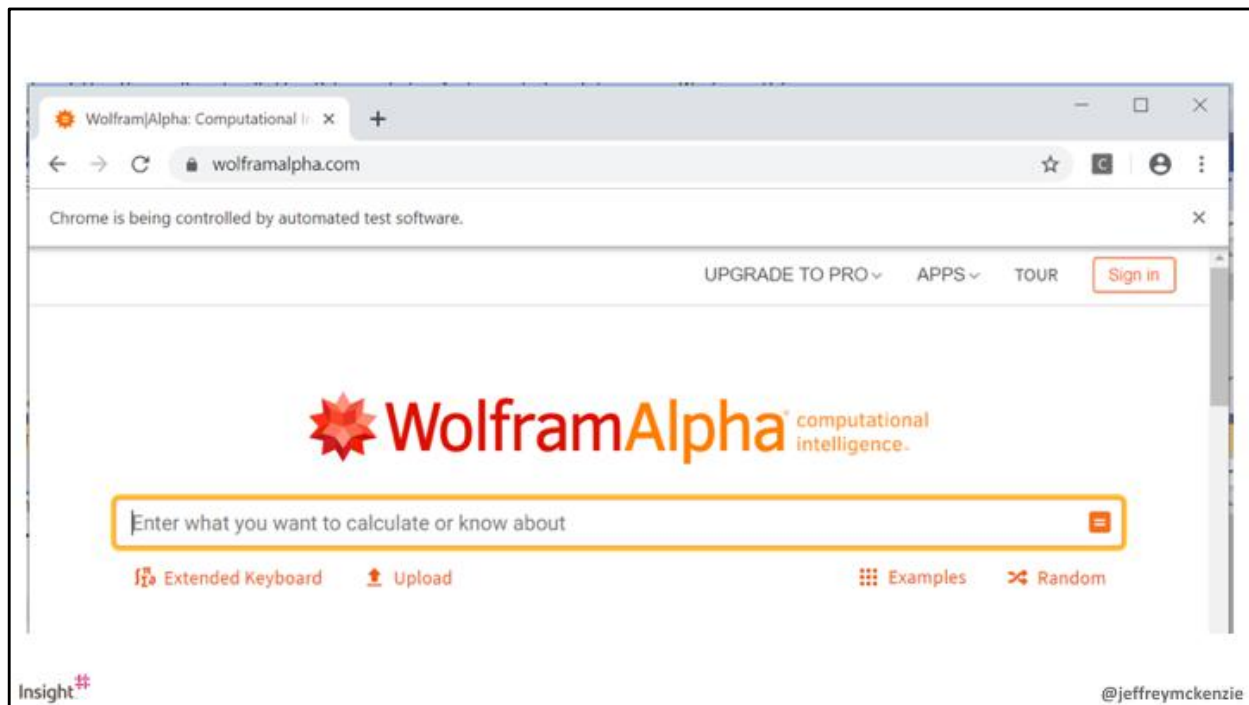 Wolfram|Alpha: Computational I
wolframalpha.com
Chrome is being controlled by automated test software.
UPGRADE TO PRO APPS TOUR Sign in
WolframAlpha computational
intelligence.
Enter what you want to calculate or know about
Extended Keyboard Upload Examples Random
Insight
@jeffreymckenzie